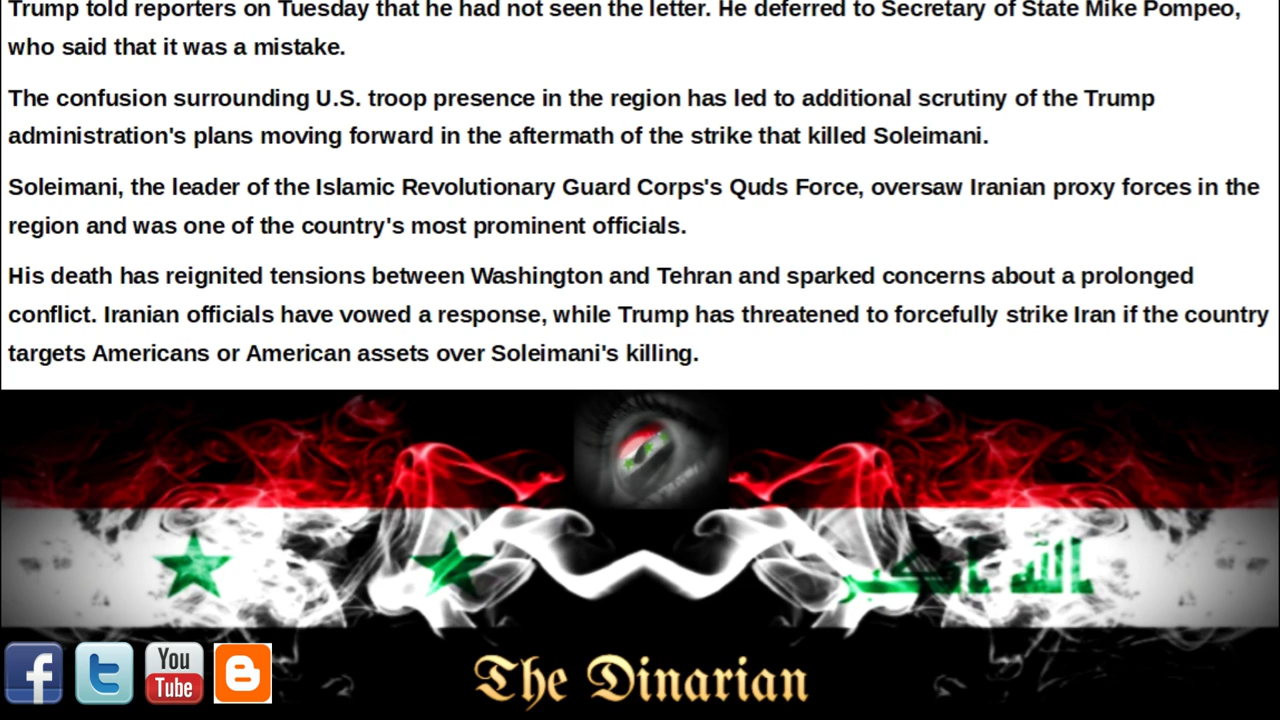 Trump told reporters on Tuesday that he had not seen the letter. He deferred to Secretary of State Mike Pompeo,
who said that it was a mistake.
The confusion surrounding U.S. troop presence in the region has led to additional scrutiny of the Trump
administration's plans moving forward in the aftermath of the strike that killed Soleimani.
Soleimani, the leader of the Islamic Revolutionary Guard Corps's Quds Force, oversaw Iranian proxy forces in the
region and was one of the country's most prominent officials.
His death has reignited tensions between Washington and Tehran and sparked concerns about a prolonged
conflict. Iranian officials have vowed a response, while Trump has threatened to forcefully strike Iran if the country
targets Americans or American assets over Soleimani's killing.
الله اكبر
You
Tube
The Dinarian